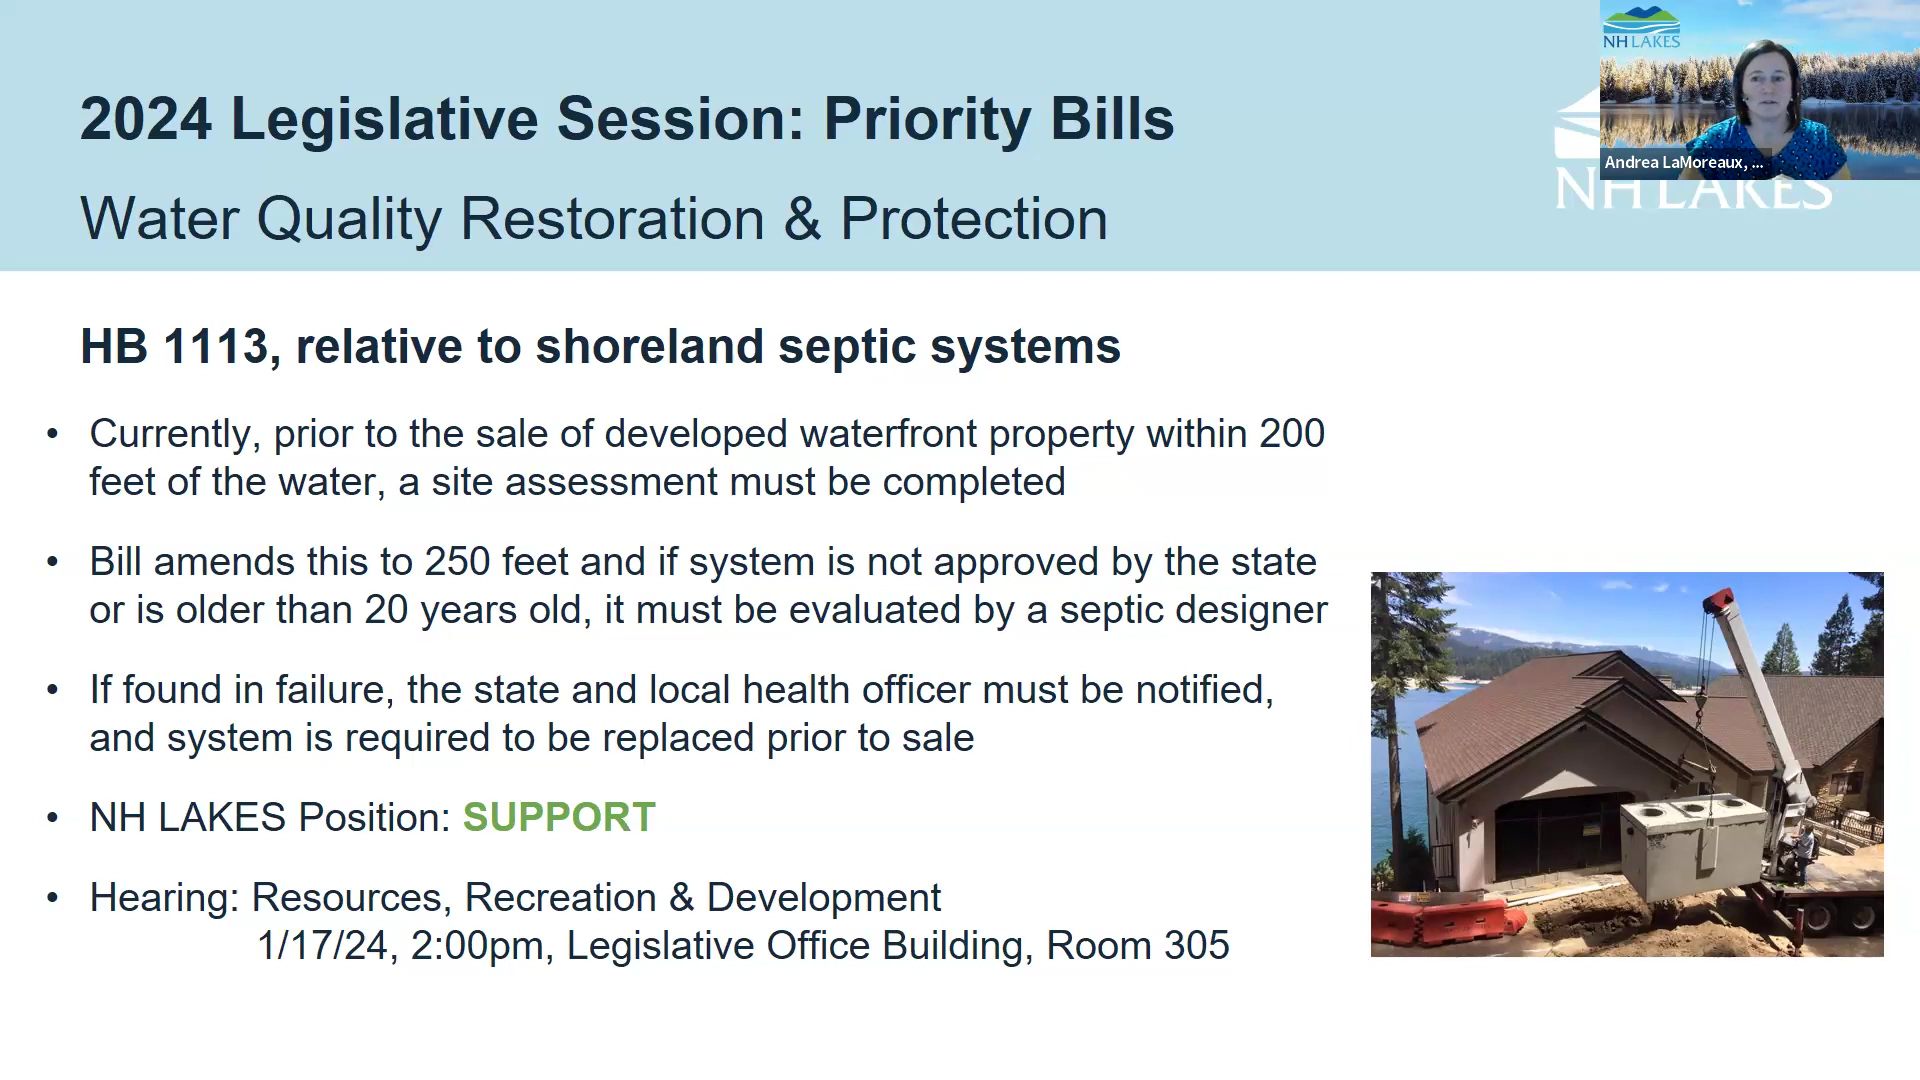 NH LAKES
2024 Legislative Session: Priority Bills
Andrea LaMoreaux, ...
NH LAKES
Water Quality Restoration & Protection
HB 1113, relative to shoreland septic systems
• Currently, prior to the sale of developed waterfront property within 200
feet of the water, a site assessment must be completed
• Bill amends this to 250 feet and if system is not approved by the state
or is older than 20 years old, it must be evaluated by a septic designer
• If found in failure, the state and local health officer must be notified,
and system is required to be replaced prior to sale
• NH LAKES Position: SUPPORT
• Hearing: Resources, Recreation & Development
1/17/24, 2:00pm, Legislative Office Building, Room 305